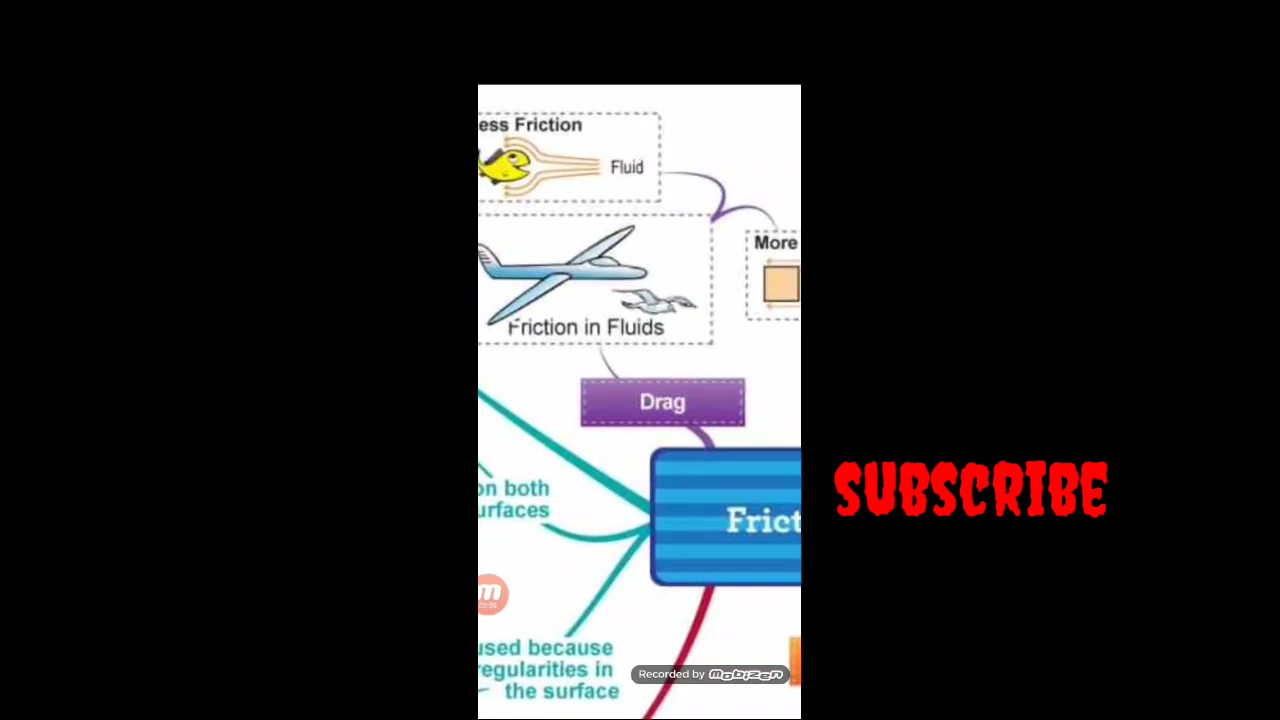 ess Friction
Fluid
More
Friction in Fluids
Drag
on both
urfaces
Frict
SUBSCRIBE
used because
regularities in
the surface
Recorded by mobizen